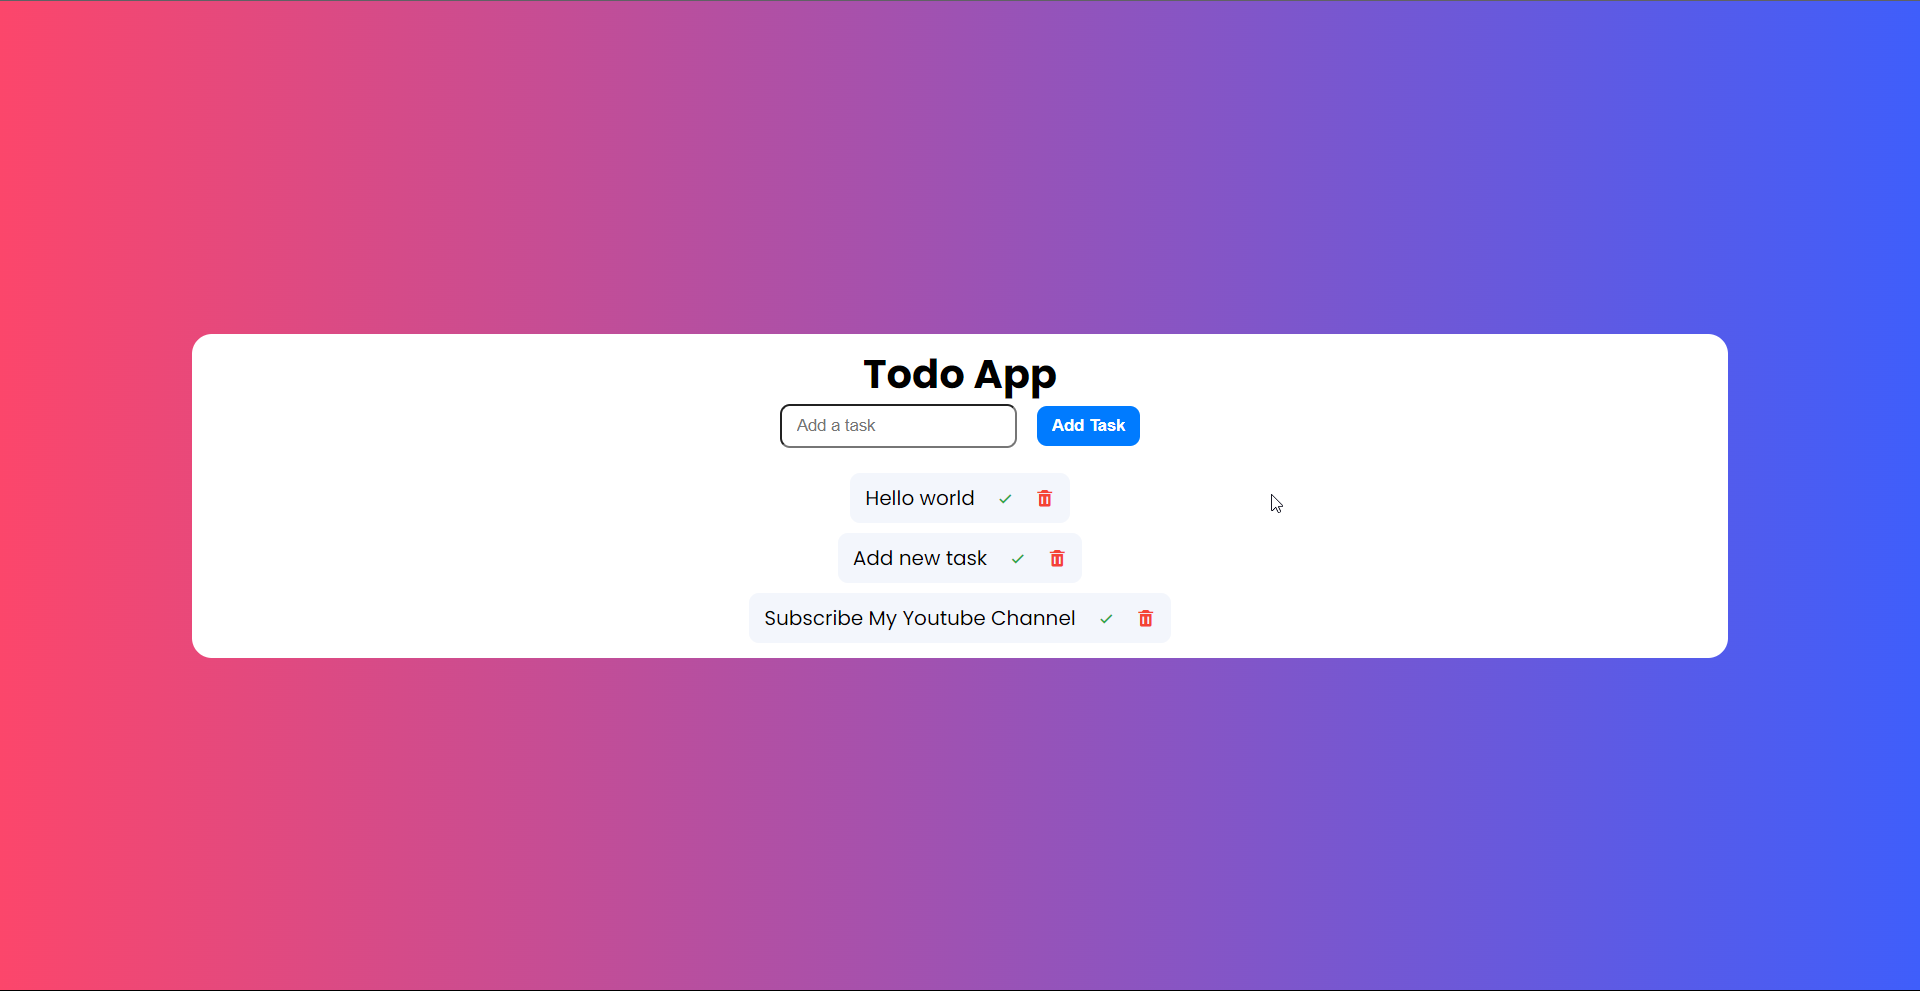 Todo App
Add a task
Add Task
Hello world
Add new task
Subscribe My Youtube Channel